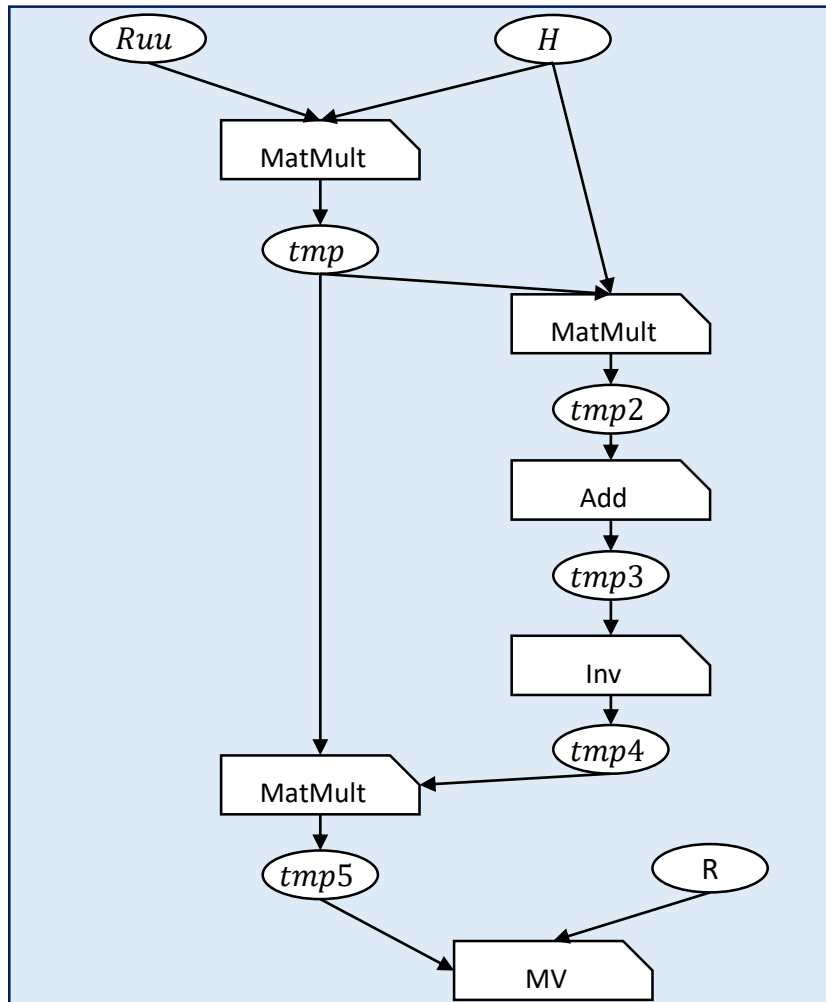 Ruu
H
MatMult
tmp
MatMult
tmp2
Add
tmp3
Inv
tmp4
MatMult
tmp5
R
MV